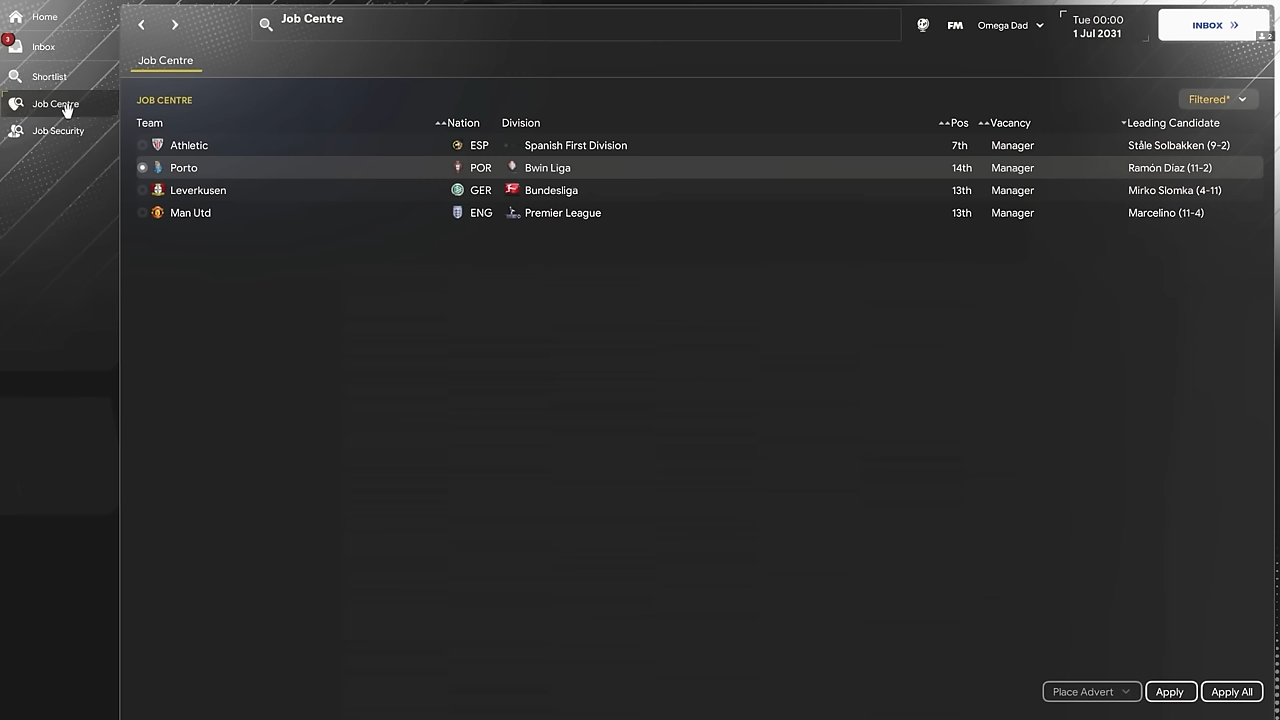 Home
3
Inbox
Shortlist
Job Centre
Job Security
Job Centre
FM
Omega Dad
Tue 00:00
1 Jul 2031
INBOX
2
Job Centre
JOB CENTRE
Filtered*
Team Nation Division Pos Vacancy Leading Candidate
Athletic ESP Spanish First Division 7th Manager Ståle Solbakken (9-2)
Porto POR Bwin Liga 14th Manager Ramón Díaz (11-2)
Leverkusen GER Bundesliga 13th Manager Mirko Slomka (4-11)
Man Utd ENG Premier League 13th Manager Marcelino (11-4)
Place Advert Apply Apply All